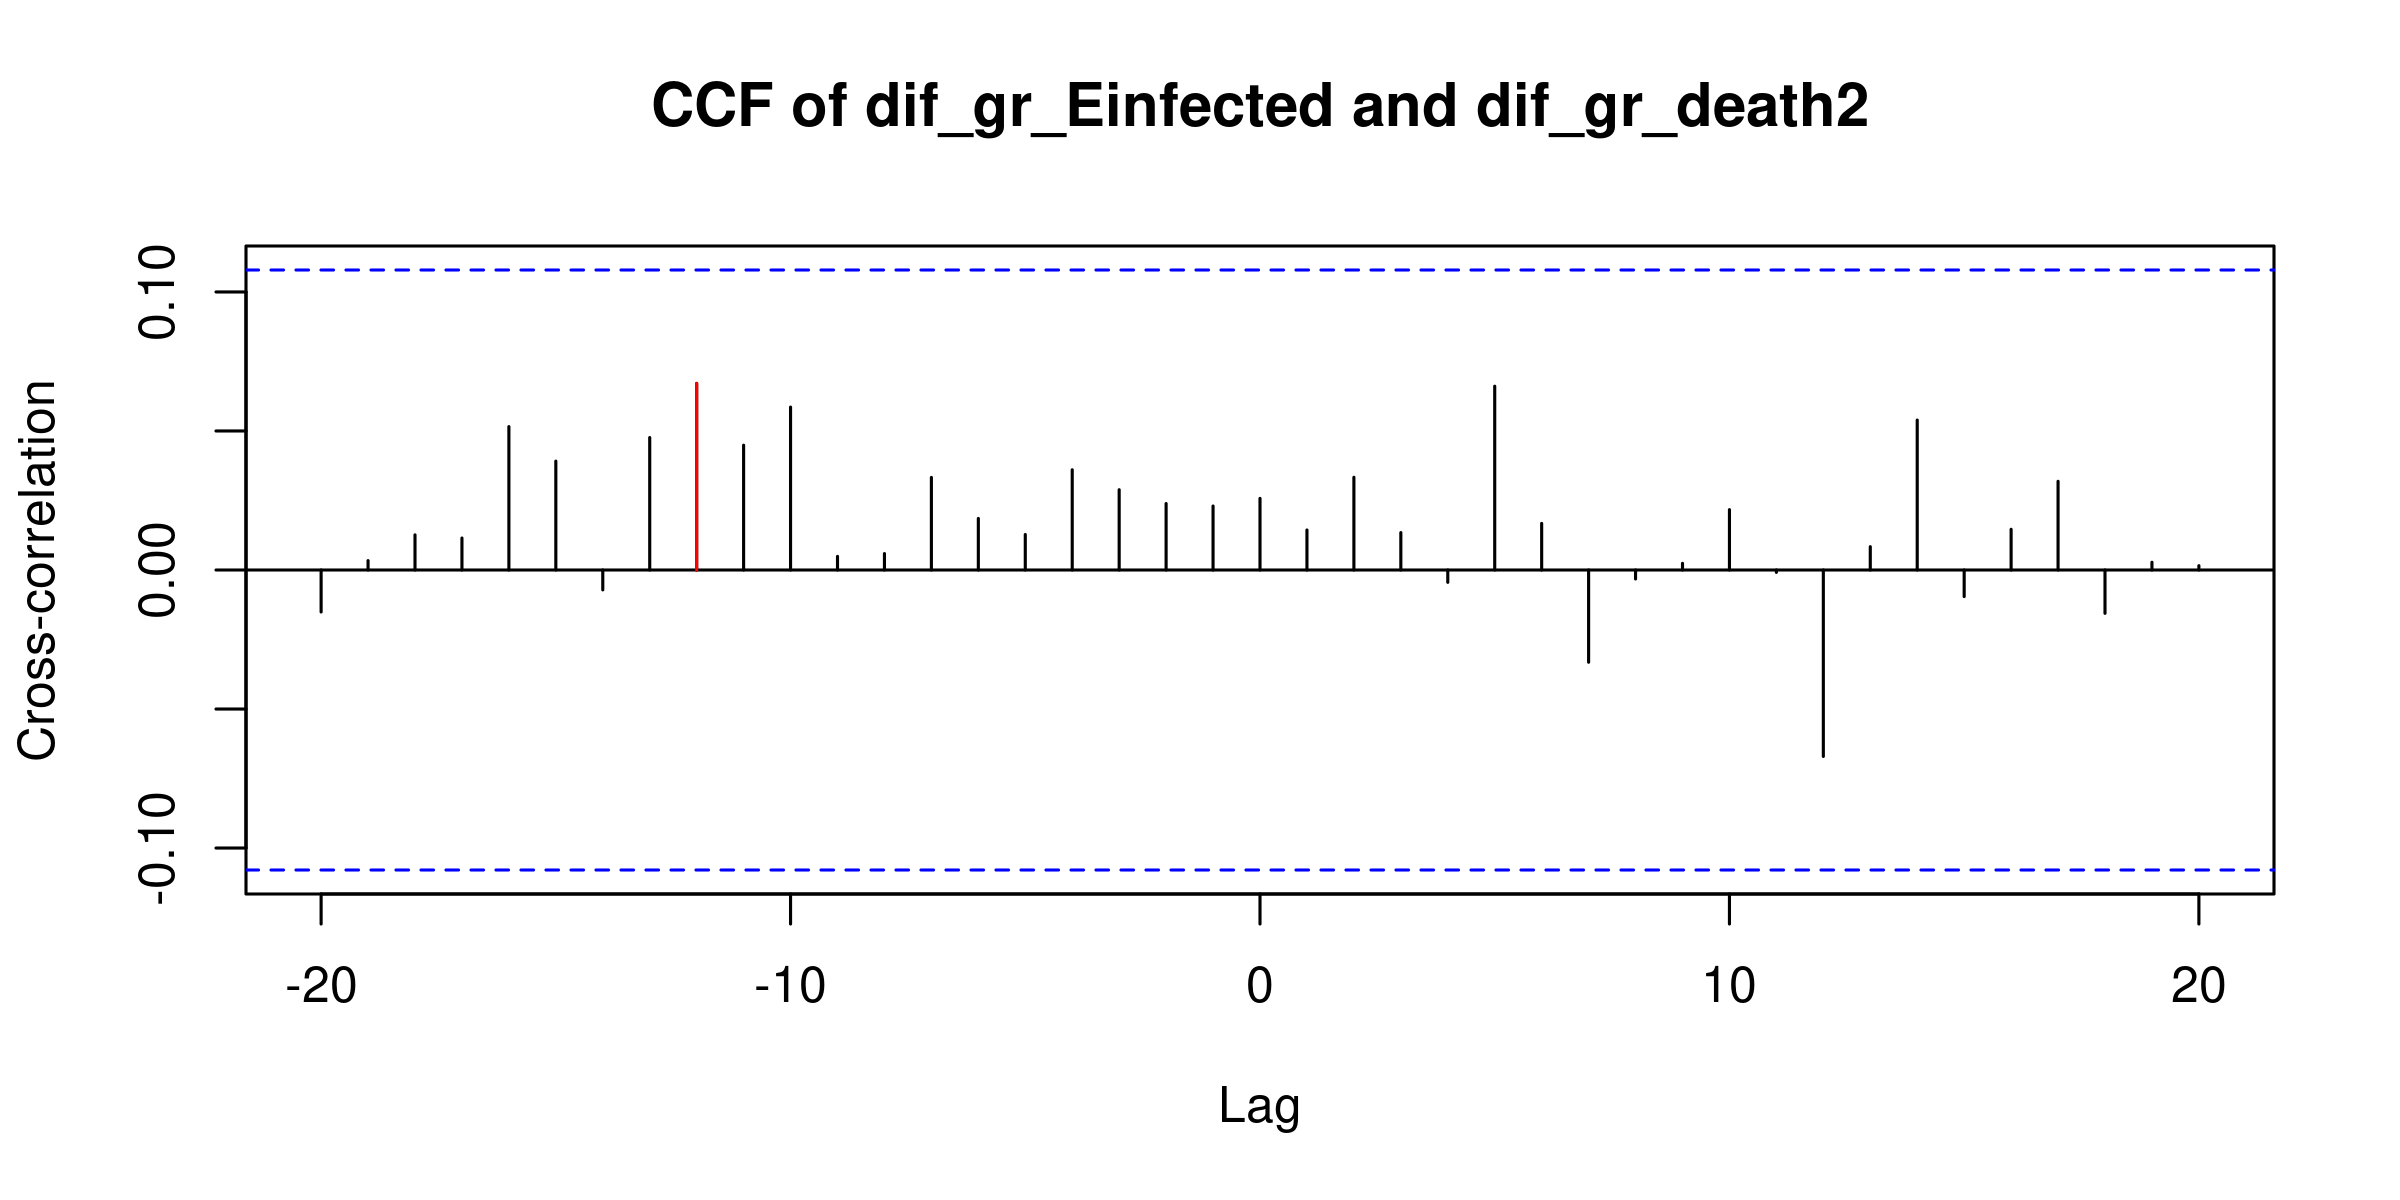 CCF of dif_gr_Einfected and dif_gr_death2
Cross-correlation
0.10
0.00
-0.10
-20 -10 0 10 20
Lag